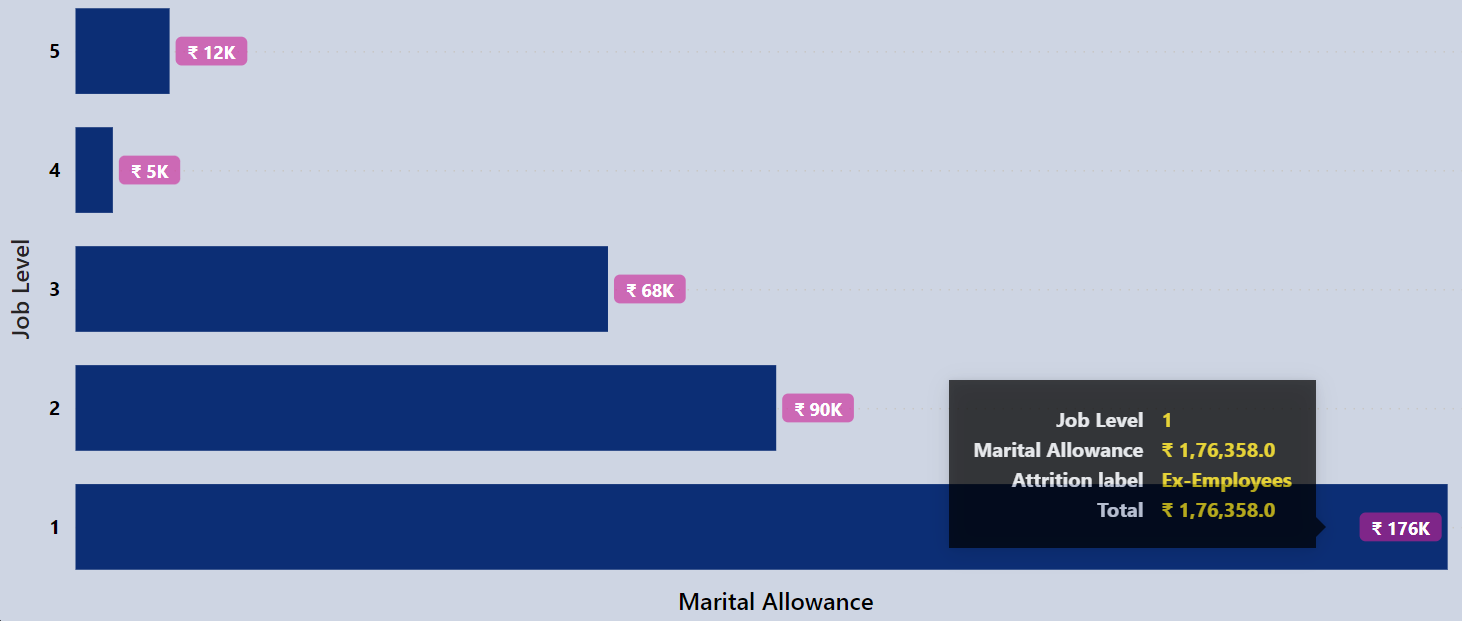 5
₹ 12K
4
₹ 5K
Job Level
3
₹ 68K
2
₹ 90K
Job Level 1
Marital Allowance ₹ 1,76,358.0
Attrition label Ex-Employees
Total ₹ 1,76,358.0
1
₹ 176K
Marital Allowance